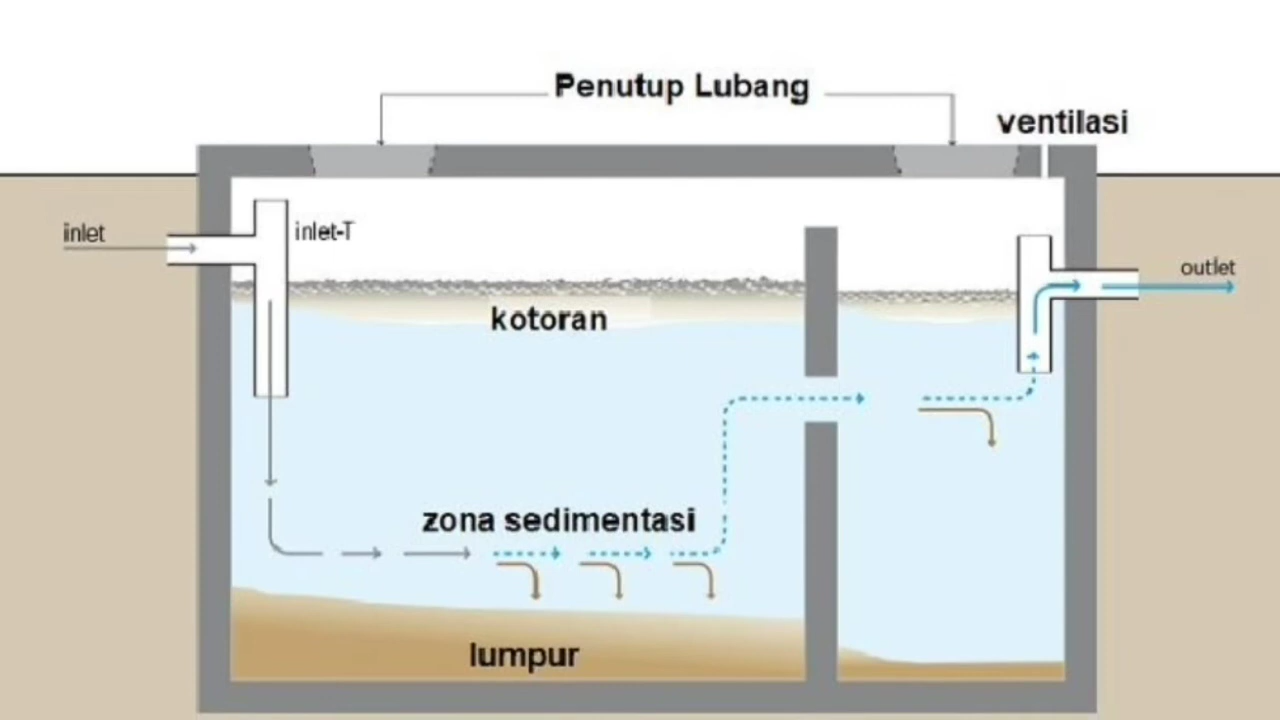 Penutup Lubang
ventilasi
inlet
inlet-T
outlet
kotoran
zona sedimentasi
lumpur